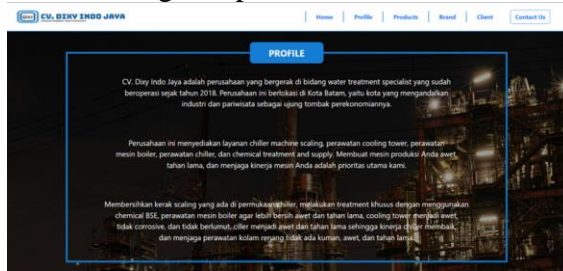 CV. DIXY INDO JAYA
Home
Profile
Products
Brand
Client
Contact Us
PROFILE
CV. Dixy Indo Jaya adalah perusahaan yang bergerak di bidang water treatment specialist yang sudah
beroperasi sejak tahun 2018. Perusahaan ini berlokasi di Kota Batam, yaitu kota yang mengandalkan
industri dan pariwisata sebagai ujung tombak perekonomiannya.
Perusahaan ini menyediakan layanan chiller machine scaling, perawatan cooling tower, perawatan
mesin boiler, perawatan chiller, dan chemical treatment and supply. Membuat mesin produksi Anda awet,
tahan lama, dan menjaga kinerja mesin Anda adalah prioritas utama kami.
Membersihkan kerak scaling yang ada di permukaan chiller, melakukan treatment khusus dengan menggunakan
chemical BSE, perawatan mesin boiler agar lebih bersih awet dan tahan lama, cooling tower menjadi awet,
tidak corrosive, dan tidak berlumut, ciller menjadi awet dan tahan lama sehingga kinerja chiller membaik,
dan menjaga perawatan kolam renang tidak ada kuman, awet, dan tahan lama.